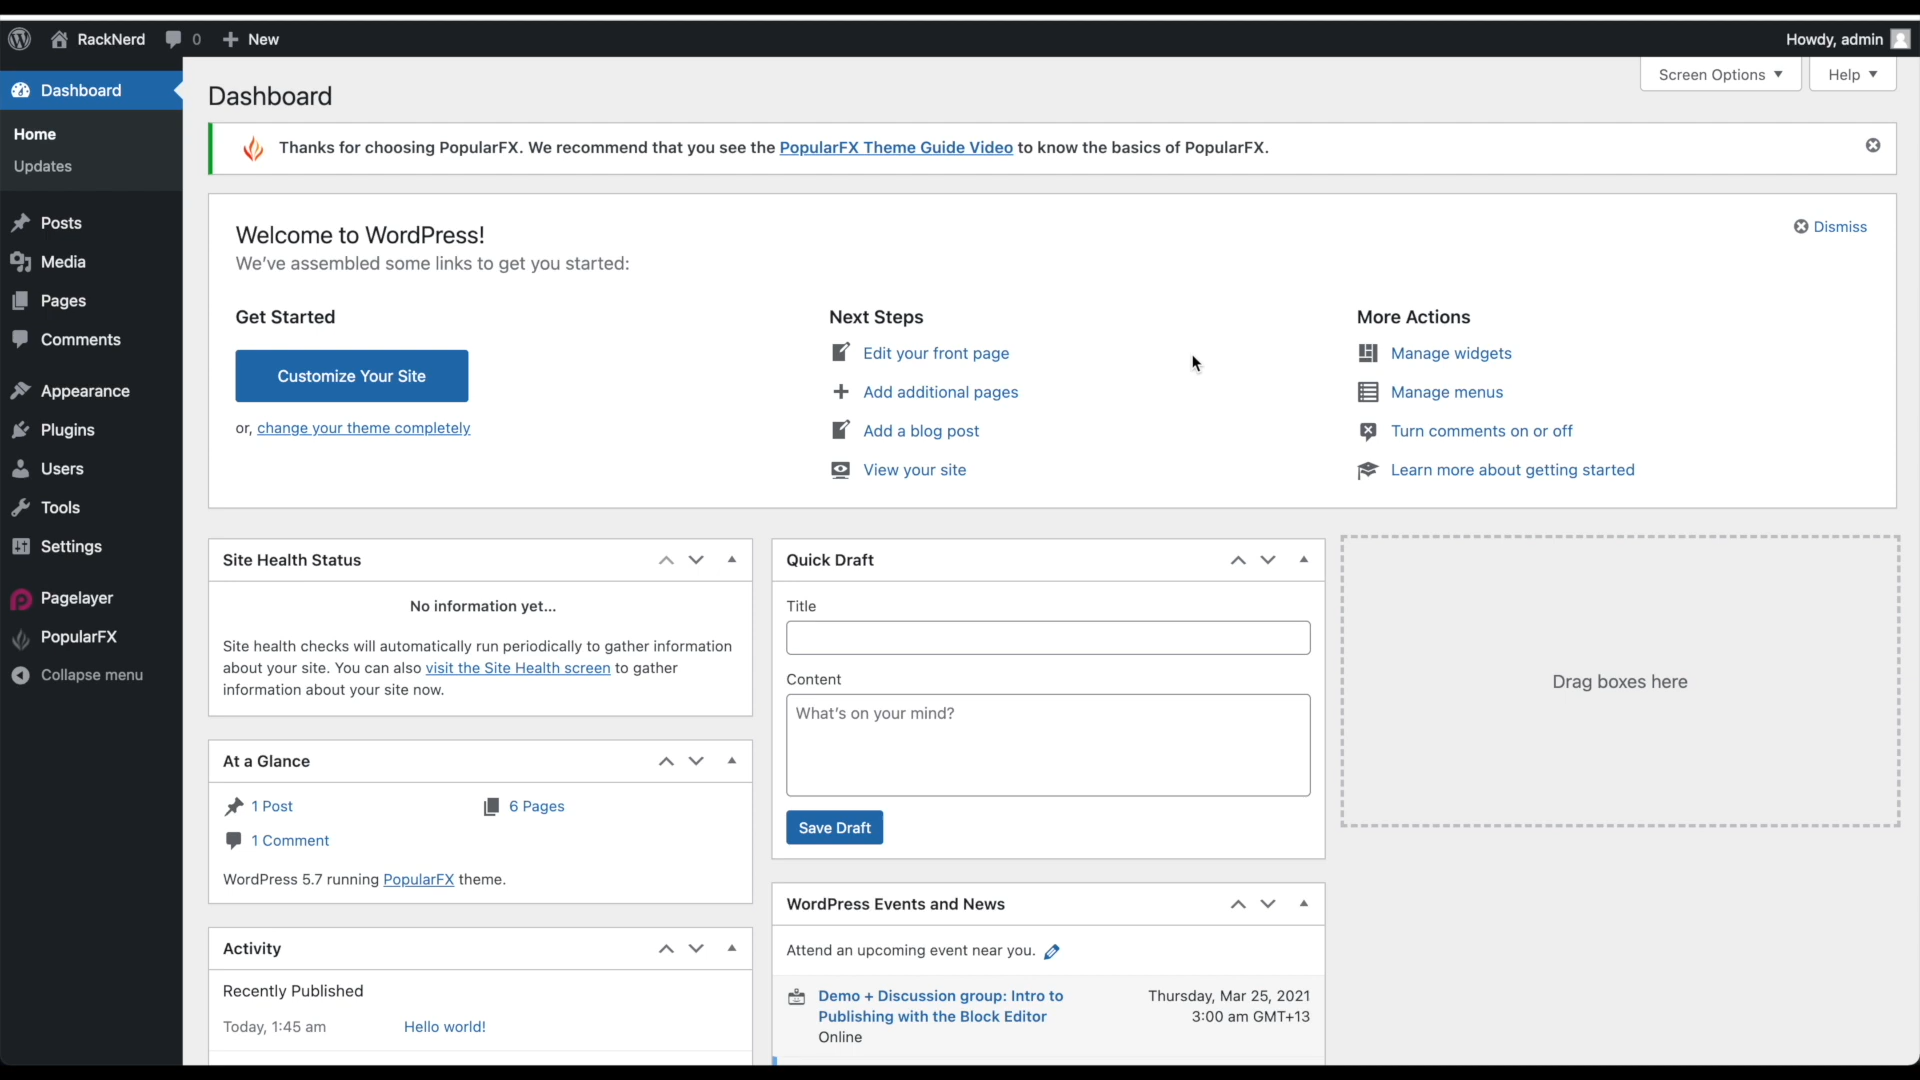 RackNerd
0
New
Howdy, admin
Dashboard
Home
Updates
Posts
Media
Pages
Comments
Appearance
Plugins
Users
Tools
Settings
Pagelayer
PopularFX
Collapse menu
Screen Options
Help
Dashboard
Thanks for choosing PopularFX. We recommend that you see the PopularFX Theme Guide Video to know the basics of PopularFX.
Welcome to WordPress!
Dismiss
We've assembled some links to get you started:
Get Started
Customize Your Site
or, change your theme completely
Next Steps
Edit your front page
Add additional pages
Add a blog post
View your site
More Actions
Manage widgets
Manage menus
Turn comments on or off
Learn more about getting started
Site Health Status
No information yet...
Site health checks will automatically run periodically to gather information
about your site. You can also visit the Site Health screen to gather
information about your site now.
At a Glance
1 Post
6 Pages
1 Comment
WordPress 5.7 running PopularFX theme.
Activity
Recently Published
Today, 1:45 am
Hello world!
Quick Draft
Title
Content
What's on your mind?
Save Draft
WordPress Events and News
Attend an upcoming event near you.
Demo + Discussion group: Intro to
Publishing with the Block Editor
Online
Thursday, Mar 25, 2021
3:00 am GMT+13
Drag boxes here